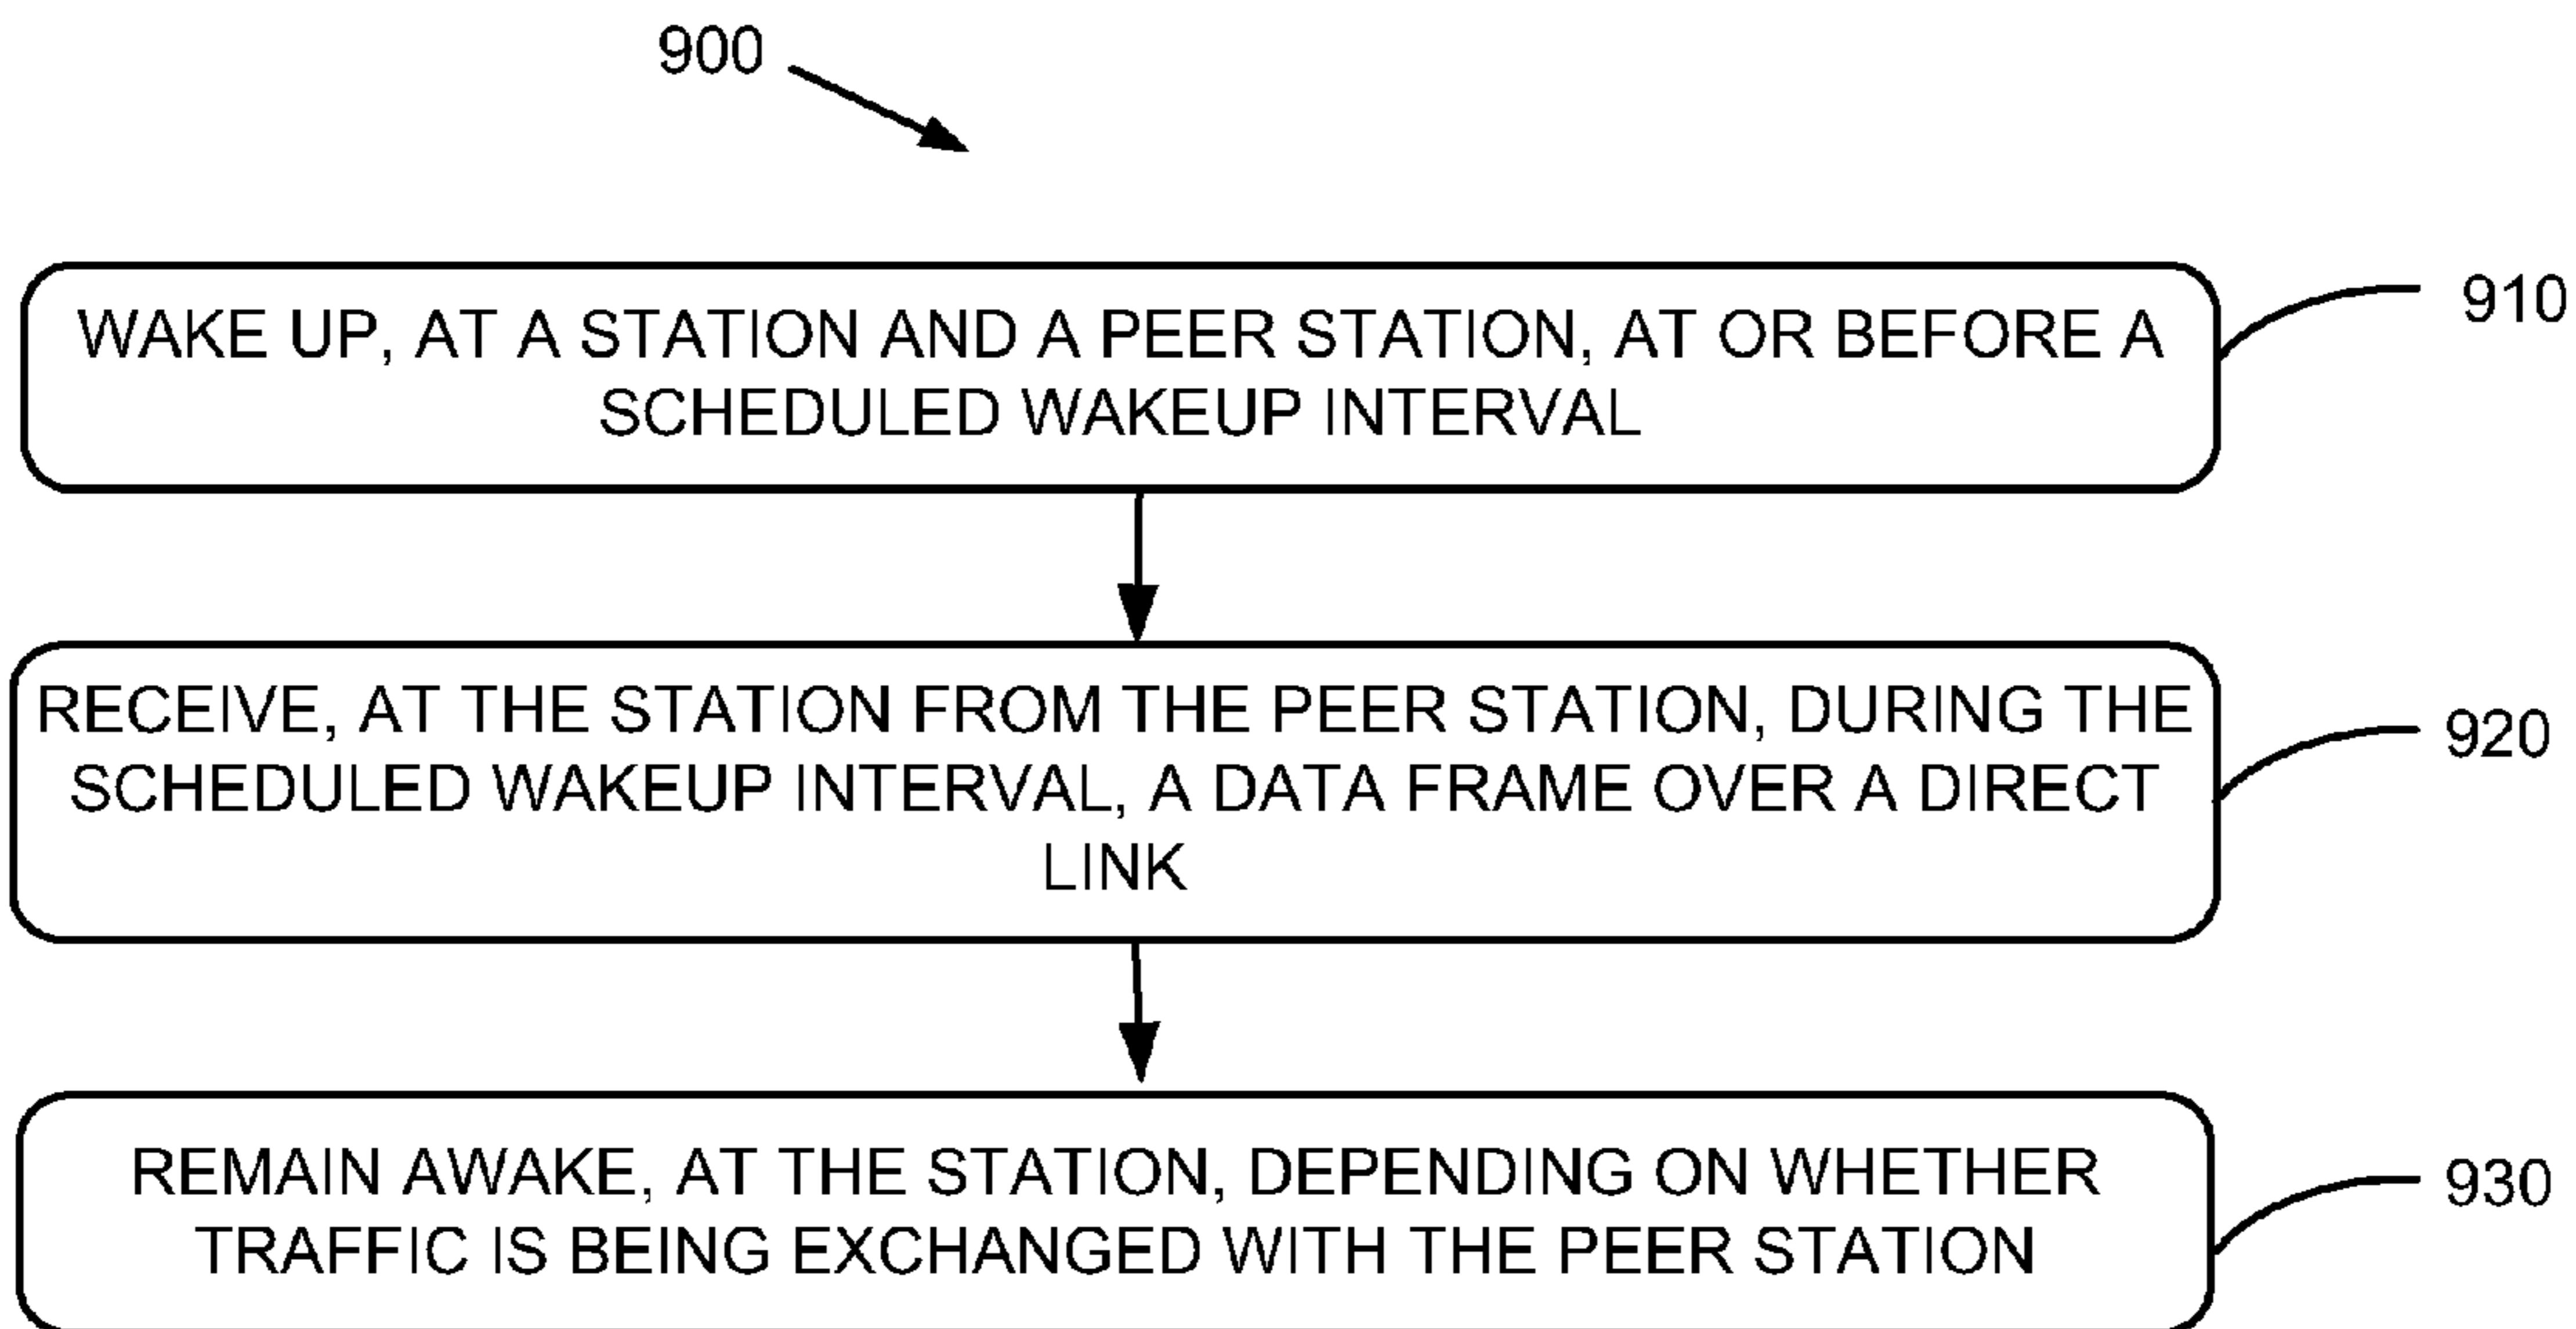 900
WAKE UP, AT A STATION AND A PEER STATION, AT OR BEFORE A
SCHEDULED WAKEUP INTERVAL
910
RECEIVE, AT THE STATION FROM THE PEER STATION, DURING THE
SCHEDULED WAKEUP INTERVAL, A DATA FRAME OVER A DIRECT
LINK
920
REMAIN AWAKE, AT THE STATION, DEPENDING ON WHETHER
TRAFFIC IS BEING EXCHANGED WITH THE PEER STATION
930